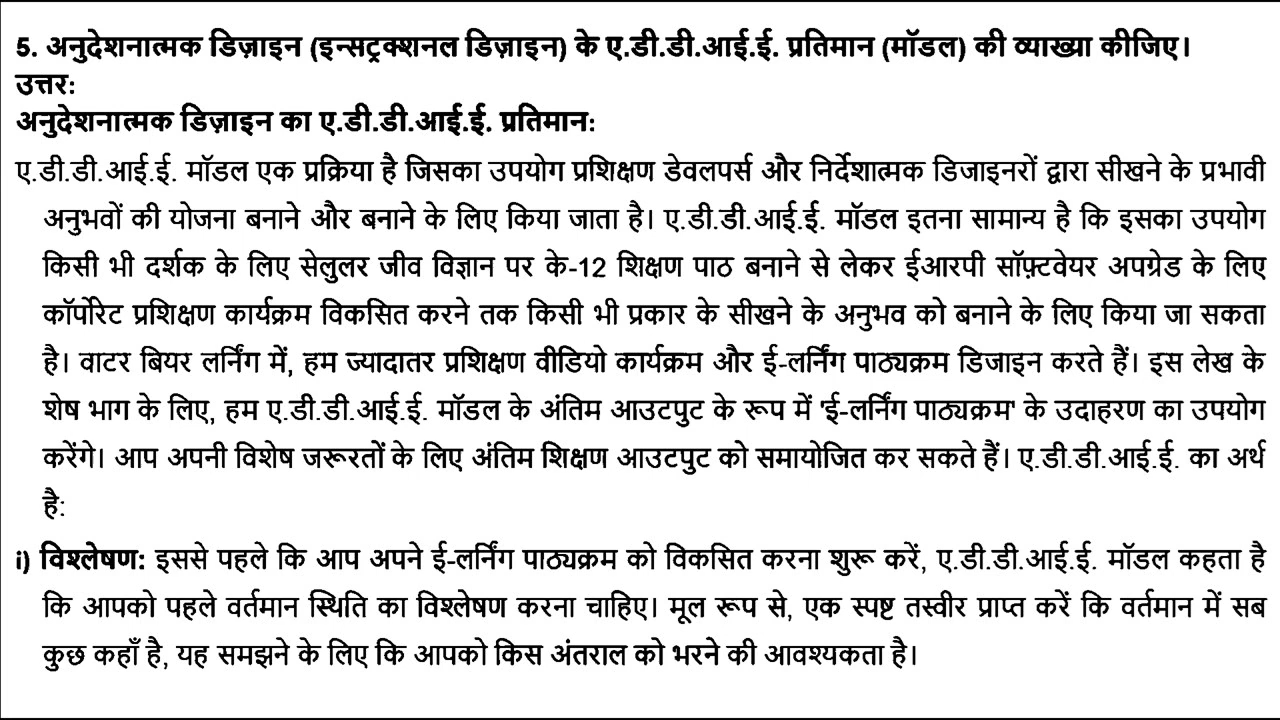 5. अनुदेशनात्मक डिज़ाइन (इन्सट्रक्शनल डिज़ाइन) के ए.डी.डी.आई.ई. प्रतिमान (मॉडल) की व्याख्या कीजिए।
उत्तर:
अनुदेशनात्मक डिज़ाइन का ए.डी.डी.आई.ई. प्रतिमान:
ए.डी.डी.आई.ई. मॉडल एक प्रक्रिया है जिसका उपयोग प्रशिक्षण डेवलपर्स और निर्देशात्मक डिजाइनरों द्वारा सीखने के प्रभावी
अनुभवों की योजना बनाने और बनाने के लिए किया जाता है। ए.डी.डी.आई.ई. मॉडल इतना सामान्य है कि इसका उपयोग
किसी भी दर्शक के लिए सेलुलर जीव विज्ञान पर के-12 शिक्षण पाठ बनाने से लेकर ईआरपी सॉफ़्टवेयर अपग्रेड के लिए
कॉर्पोरेट प्रशिक्षण कार्यक्रम विकसित करने तक किसी भी प्रकार के सीखने के अनुभव को बनाने के लिए किया जा सकता
है। वाटर बियर लर्निंग में, हम ज्यादातर प्रशिक्षण वीडियो कार्यक्रम और ई-लर्निंग पाठ्यक्रम डिजाइन करते हैं। इस लेख के
शेष भाग के लिए, हम ए.डी.डी.आई.ई. मॉडल के अंतिम आउटपुट के रूप में 'ई-लर्निंग पाठ्यक्रम' के उदाहरण का उपयोग
करेंगे। आप अपनी विशेष जरूरतों के लिए अंतिम शिक्षण आउटपुट को समायोजित कर सकते हैं। ए.डी.डी.आई.ई. का अर्थ
है:
i) विश्लेषण: इससे पहले कि आप अपने ई-लर्निंग पाठ्यक्रम को विकसित करना शुरू करें, ए.डी.डी.आई.ई. मॉडल कहता है
कि आपको पहले वर्तमान स्थिति का विश्लेषण करना चाहिए। मूल रूप से, एक स्पष्ट तस्वीर प्राप्त करें कि वर्तमान में सब
कुछ कहाँ है, यह समझने के लिए कि आपको किस अंतराल को भरने की आवश्यकता है।